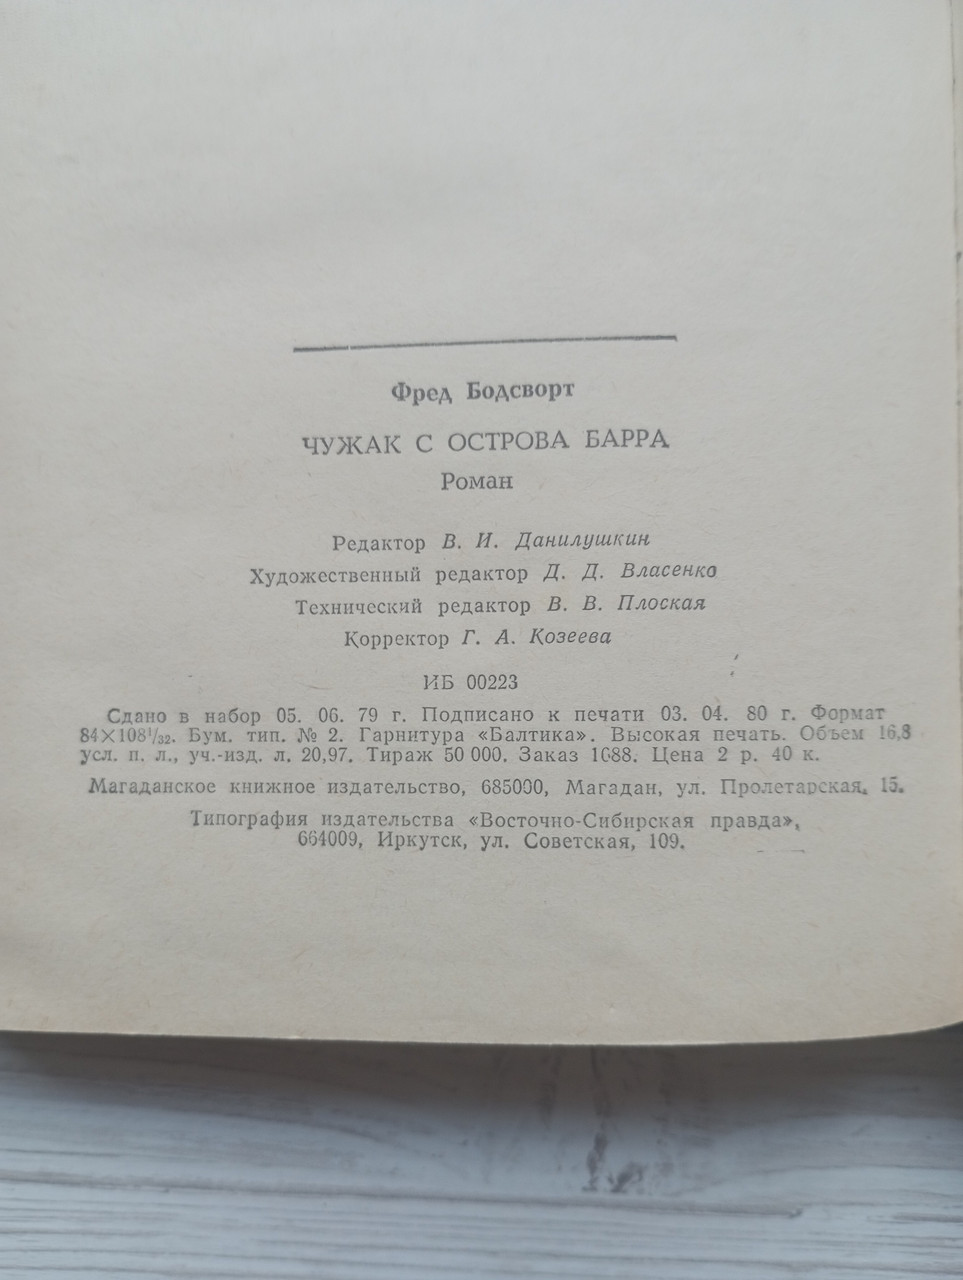 Фред Бодсворт
ЧУЖАК С ОСТРОВА БАРРА
Роман
Редактор В. И. Данилушкин
Художественный редактор Д. Д. Власенко
Технический редактор В. В. Плоская
Корректор Г. А. Козеева
ИБ 00223
Сдано в набор 05. 06. 79 г. Подписано к печати 03. 04. 80 г. Формат
84×108¹/₃₂. Бум. тип. № 2. Гарнитура «Балтика». Высокая печать. Объем 16,8
усл. п. л., уч.-изд. л. 20,97. Тираж 50 000. Заказ 1688. Цена 2 р. 40 к.
Магаданское книжное издательство, 685000, Магадан, ул. Пролетарская, 15.
Типография издательства «Восточно-Сибирская правда»,
664009, Иркутск, ул. Советская, 109.